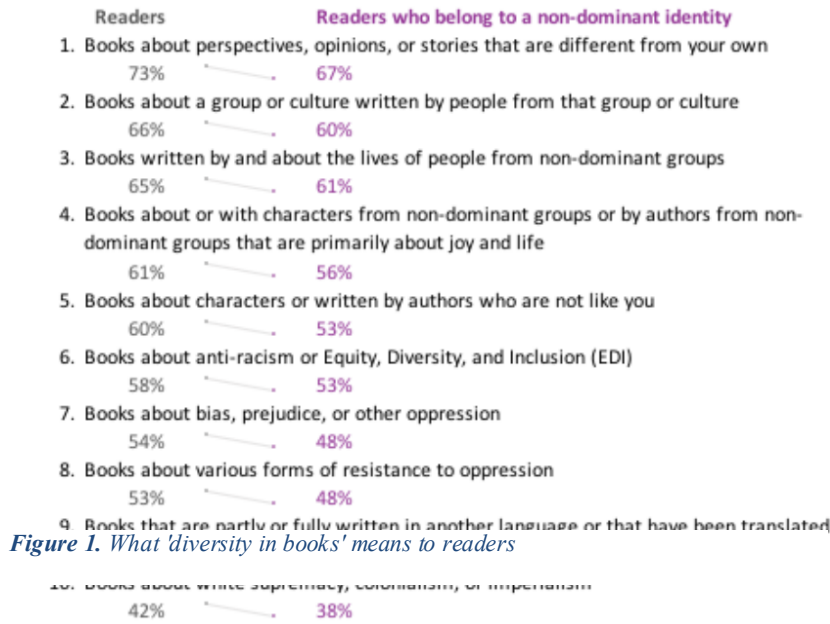 Readers Readers who belong to a non-dominant identity
1. Books about perspectives, opinions, or stories that are different from your own
73% 67%
2. Books about a group or culture written by people from that group or culture
66% 60%
3. Books written by and about the lives of people from non-dominant groups
65% 61%
4. Books about or with characters from non-dominant groups or by authors from non-
dominant groups that are primarily about joy and life
61% 56%
5. Books about characters or written by authors who are not like you
60% 53%
6. Books about anti-racism or Equity, Diversity, and Inclusion (EDI)
58% 53%
7. Books about bias, prejudice, or other oppression
54% 48%
8. Books about various forms of resistance to oppression
53% 48%
9. Books that are partly or fully written in another language or that have been translated
Figure 1. What 'diversity in books' means to readers
10. Books about white supremacy, colonialism, or imperialism
42% 38%